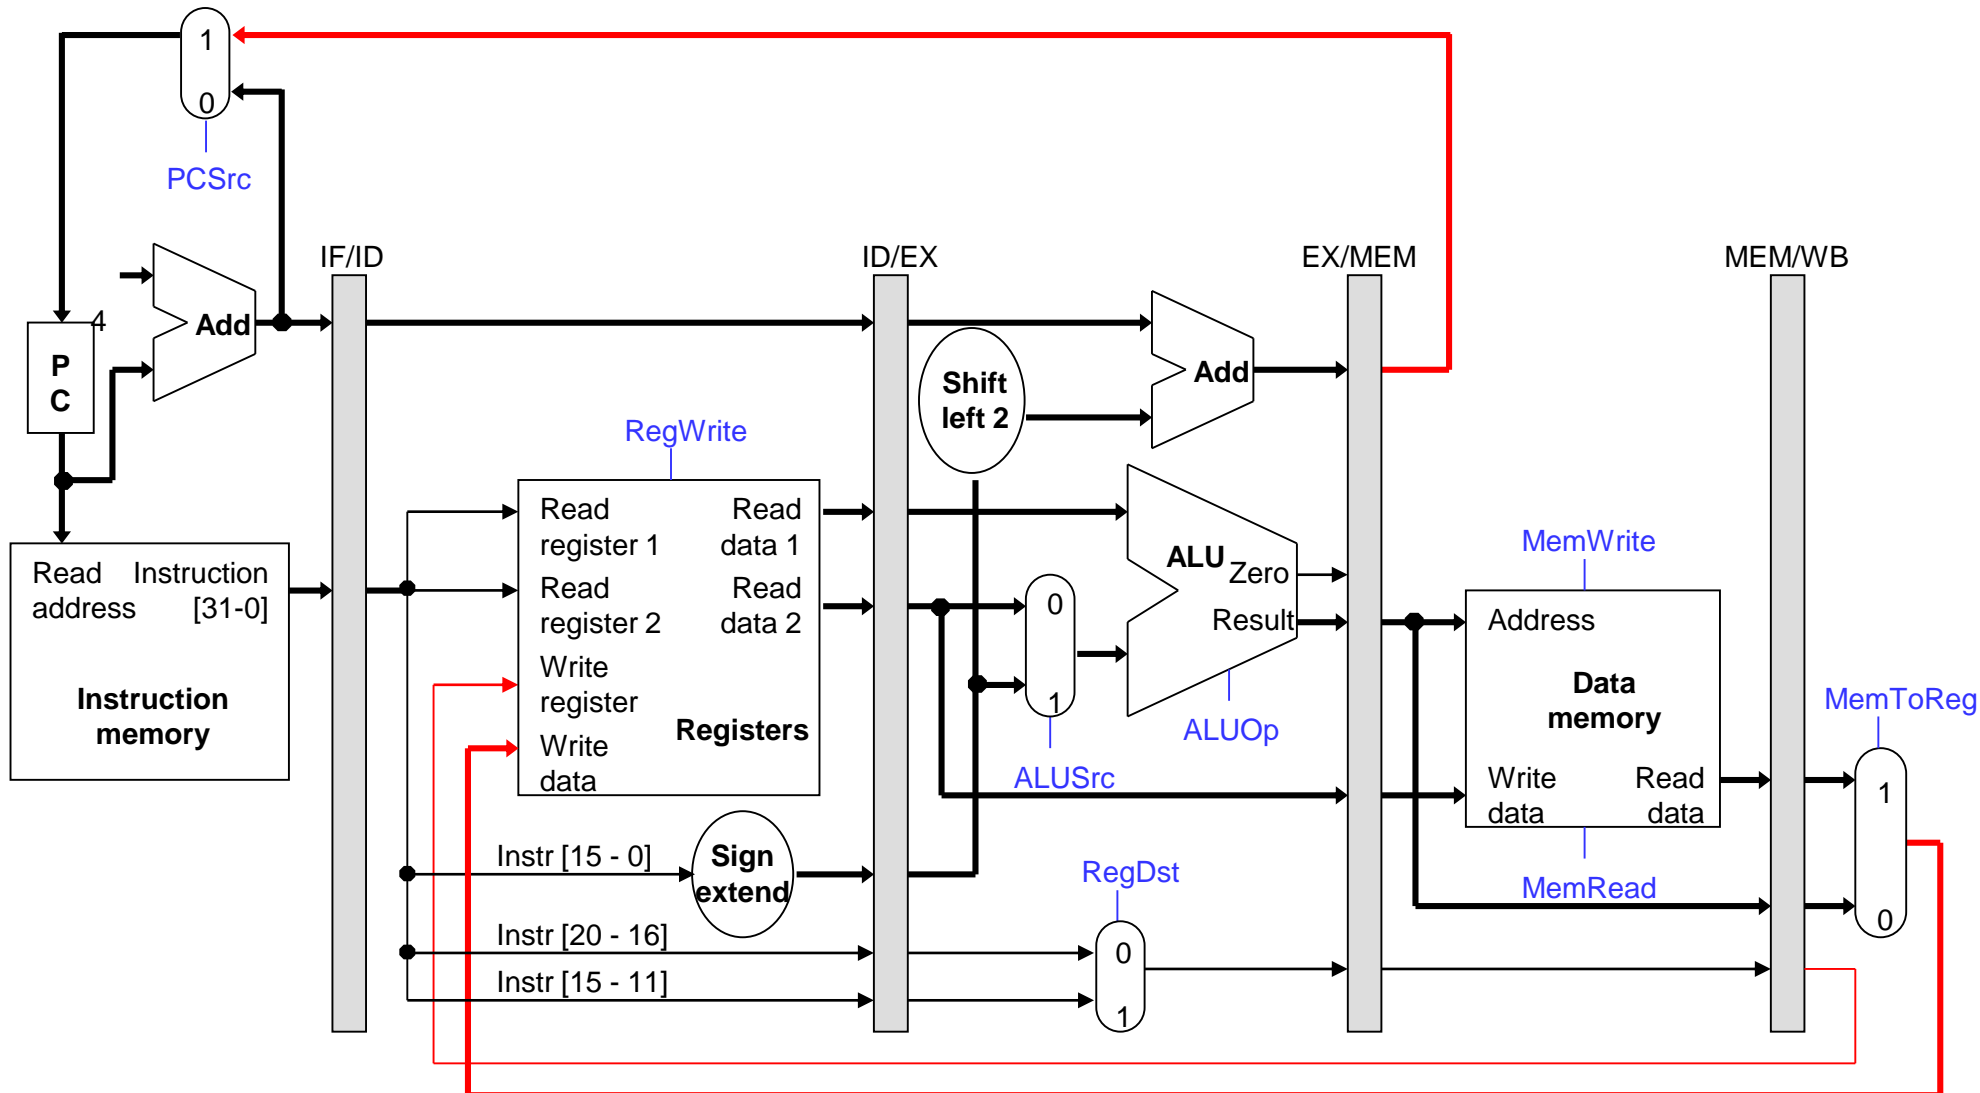 1
0
PCSrc
IF/ID
ID/EX
EX/MEM
MEM/WB
4
Add
P
C
Shift
left 2
Add
RegWrite
Read
register 1
Read
data 1
Read
register 2
Read
data 2
Write
register
Write
data
Registers
Read
address
Instruction
[31-0]
Instruction
memory
0
1
ALUSrc
ALU
Zero
Result
ALUOp
MemWrite
Address
Data
memory
Write
data
Read
data
MemRead
MemToReg
1
0
Instr [15 - 0]
Sign
extend
RegDst
Instr [20 - 16]
0
Instr [15 - 11]
1